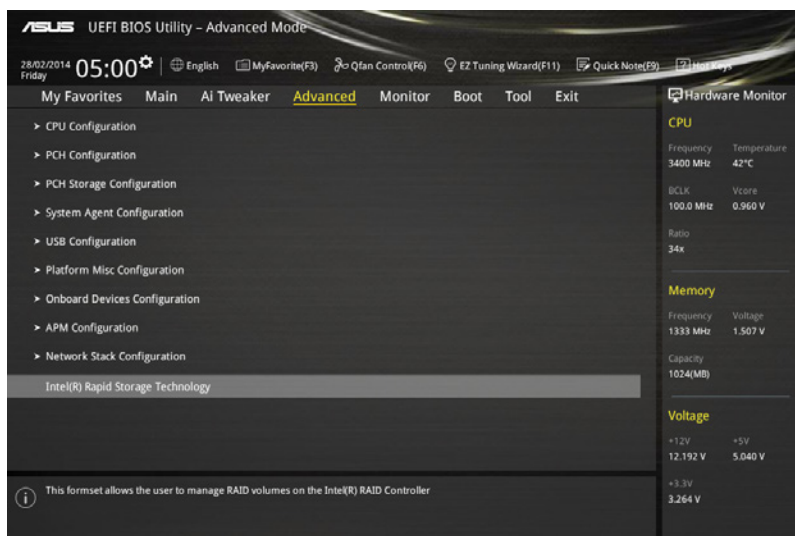 ASUS UEFI BIOS Utility – Advanced Mode
28/02/2014
Friday
05:00
English MyFavorite(F3) Qfan Control(F6) EZ Tuning Wizard(F11) Quick Note(F9) Hot Keys
My Favorites Main Ai Tweaker Advanced Monitor Boot Tool Exit
> CPU Configuration
> PCH Configuration
> PCH Storage Configuration
> System Agent Configuration
> USB Configuration
> Platform Misc Configuration
> Onboard Devices Configuration
> APM Configuration
> Network Stack Configuration
Intel(R) Rapid Storage Technology
This formset allows the user to manage RAID volumes on the Intel(R) RAID Controller
Hardware Monitor
CPU
Frequency Temperature
3400 MHz 42°C
BCLK Vcore
100.0 MHz 0.960 V
Ratio
34x
Memory
Frequency Voltage
1333 MHz 1.507 V
Capacity
1024(MB)
Voltage
+12V +5V
12.192 V 5.040 V
+3.3V
3.264 V